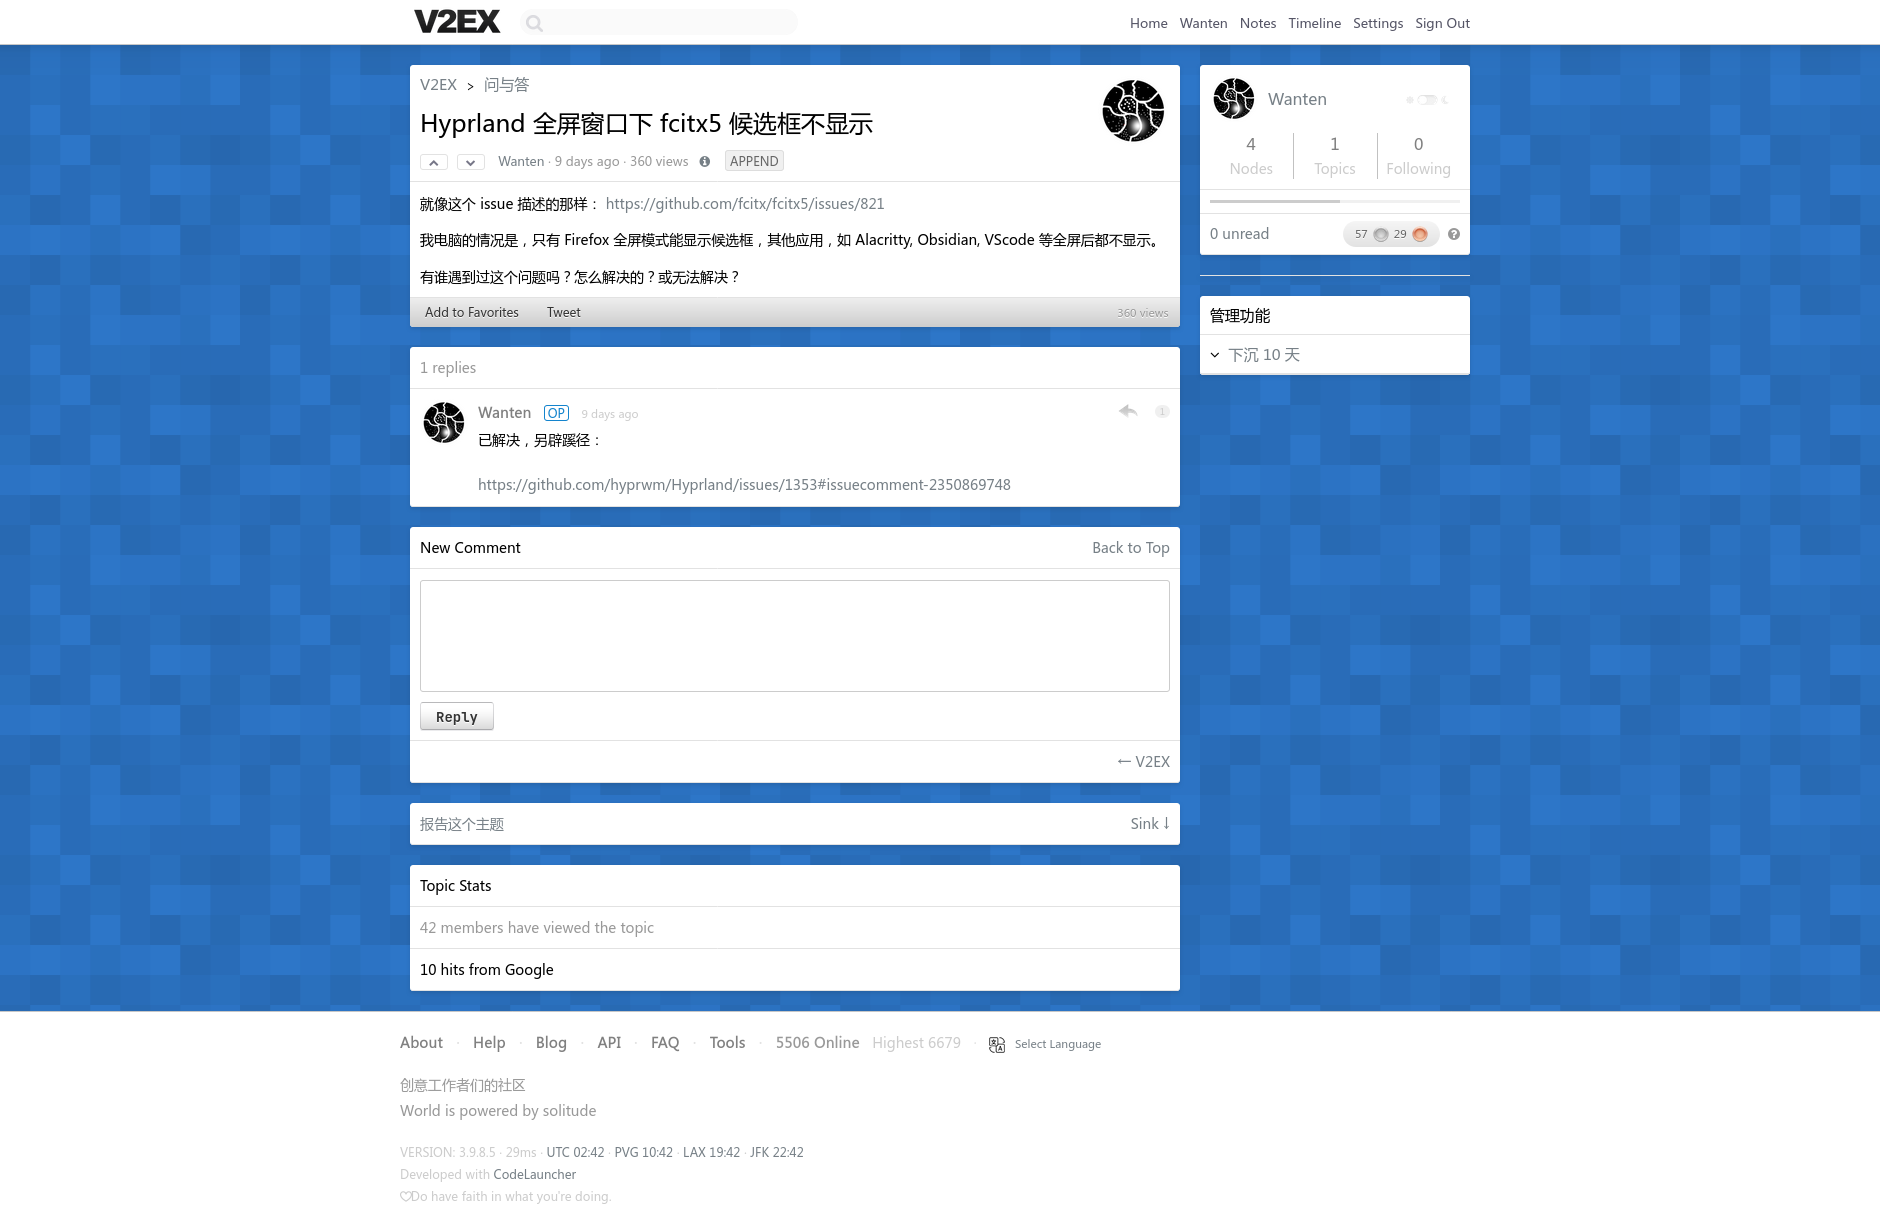 V2EX
Home Wanten Notes Timeline Settings Sign Out
V2EX > 问与答
Hyprland 全屏窗口下 fcitx5 候选框不显示
Wanten · 9 days ago · 360 views APPEND
就像这个 issue 描述的那样： https://github.com/fcitx/fcitx5/issues/821
我电脑的情况是，只有 Firefox 全屏模式能显示候选框，其他应用，如 Alacritty, Obsidian, VScode 等全屏后都不显示。
有谁遇到过这个问题吗？怎么解决的？或无法解决？
Add to Favorites Tweet 360 views
1 replies
Wanten OP 9 days ago 1
已解决，另辟蹊径：
https://github.com/hyprwm/Hyprland/issues/1353#issuecomment-2350869748
New Comment Back to Top
Reply
← V2EX
报告这个主题 Sink ↓
Topic Stats
42 members have viewed the topic
10 hits from Google
Wanten
4 1 0
Nodes Topics Following
0 unread 57 29
管理功能
下沉 10 天
About · Help · Blog · API · FAQ · Tools · 5506 Online Highest 6679 · Select Language
创意工作者们的社区
World is powered by solitude
VERSION: 3.9.8.5 · 29ms · UTC 02:42 · PVG 10:42 · LAX 19:42 · JFK 22:42
Developed with CodeLauncher
♡Do have faith in what you're doing.